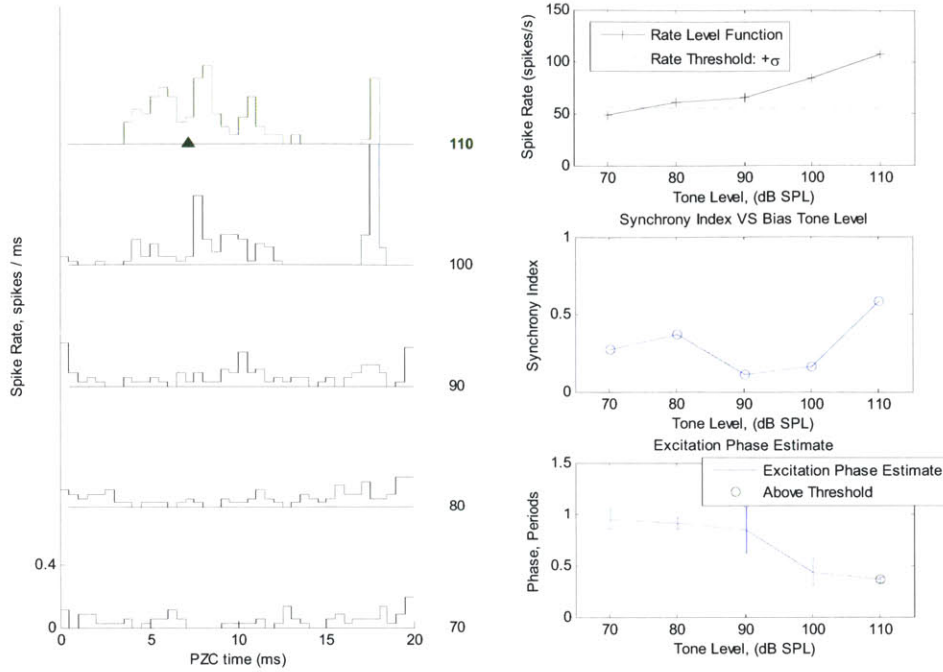 Spike Rate, spikes / ms
0.4
0
110
100
90
80
70
0 5 10 15 20
PZC time (ms)
Spike Rate (spikes/s)
150
100
50
0
Rate Level Function
Rate Threshold: +σ
70 80 90 100 110
Tone Level, (dB SPL)
Synchrony Index VS Bias Tone Level
Synchrony Index
1
0.5
0
70 80 90 100 110
Tone Level, (dB SPL)
Excitation Phase Estimate
Phase, Periods
1.5
1
0.5
0
Excitation Phase Estimate
Above Threshold
70 80 90 100 110
Tone Level, (dB SPL)